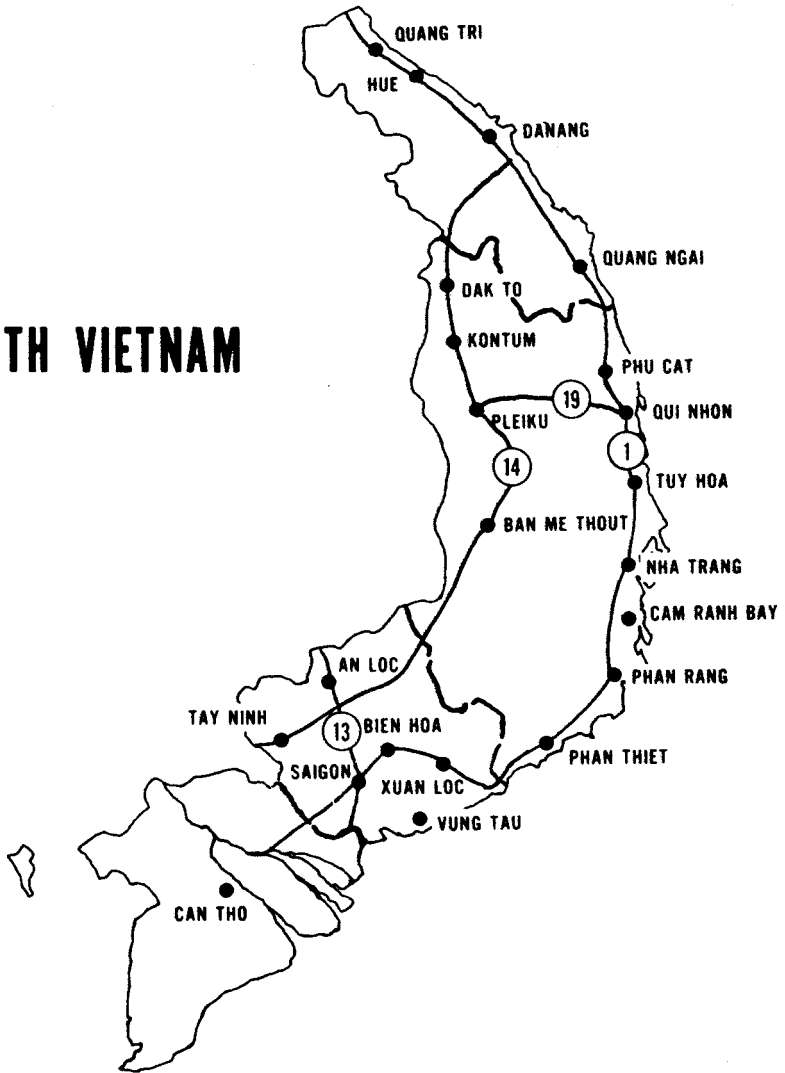 QUANG TRI
HUE
DANANG
QUANG NGAI
DAK TO
TH VIETNAM
KONTUM
PHU CAT
19
QUI NHON
PLEIKU
1
14
TUY HOA
BAN ME THOUT
NHA TRANG
CAM RANH BAY
AN LOC
PHAN RANG
TAY NINH
13
BIEN HOA
PHAN THIET
SAIGON
XUAN LOC
VUNG TAU
CAN THO